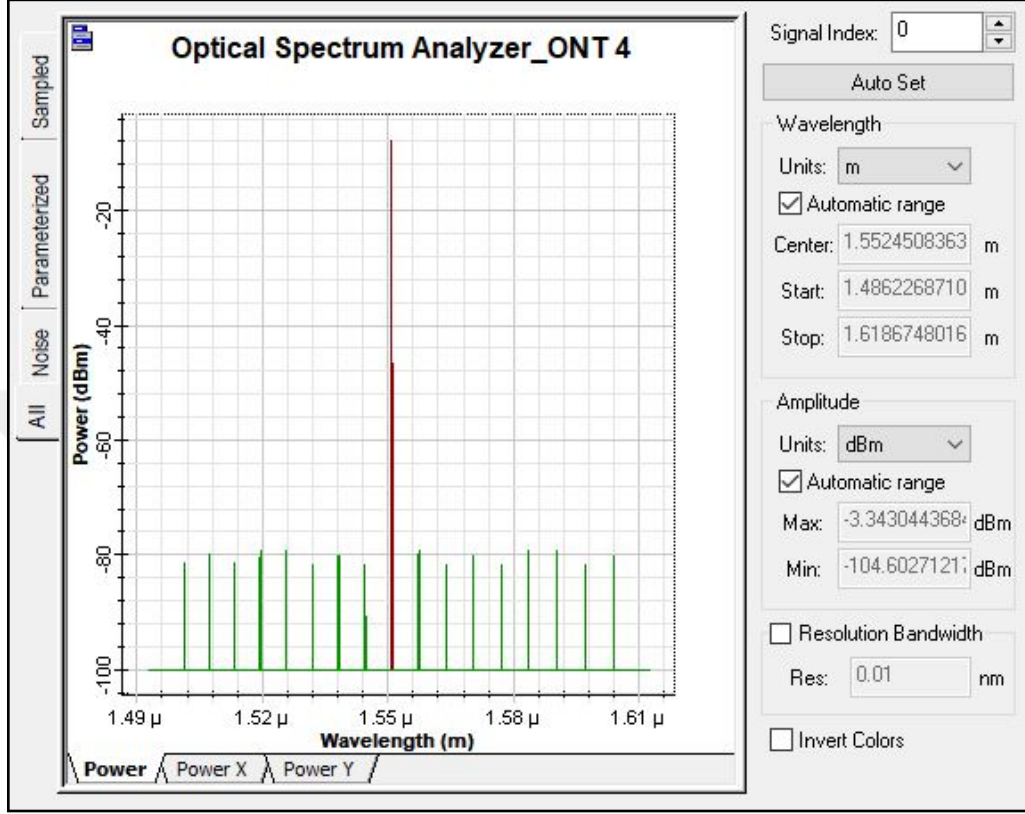 Optical Spectrum Analyzer_ONT 4
Sampled
Parameterized
Noise
All
Power (dBm)
-20
-40
-60
-80
-100
1.49 µ 1.52 µ 1.55 µ 1.58 µ 1.61 µ
Wavelength (m)
Power Power X Power Y
Signal Index: 0
Auto Set
Wavelength
Units: m
Automatic range
Center: 1.5524508363 m
Start: 1.4862268710 m
Stop: 1.6186748016 m
Amplitude
Units: dBm
Automatic range
Max: -3.343044368 dBm
Min: -104.6027121 dBm
Resolution Bandwidth
Res: 0.01 nm
Invert Colors